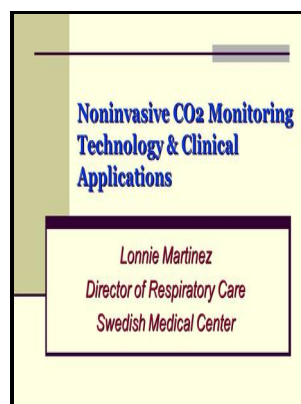 Noninvasive CO2 Monitoring
Technology & Clinical
Applications
Lonnie Martinez
Director of Respiratory Care
Swedish Medical Center